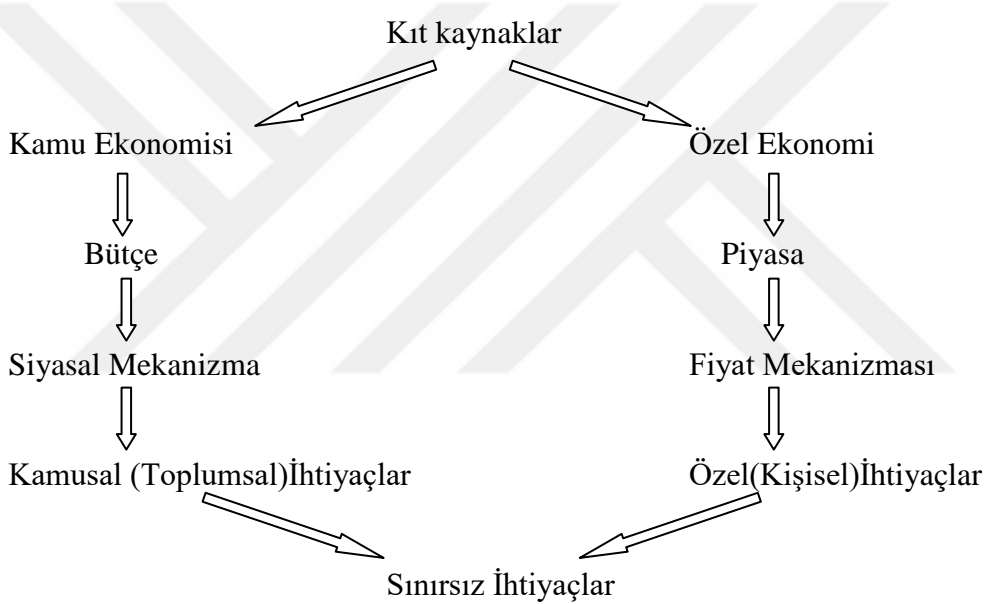 Kıt kaynaklar
Kamu Ekonomisi
Özel Ekonomi
Bütçe
Piyasa
Siyasal Mekanizma
Fiyat Mekanizması
Kamusal (Toplumsal)İhtiyaçlar
Özel(Kişisel)İhtiyaçlar
Sınırsız İhtiyaçlar